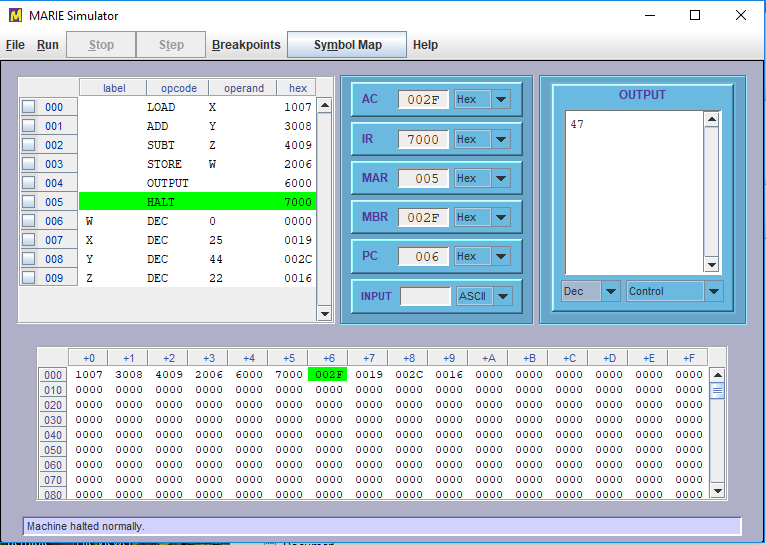 MARIE Simulator
File Run Stop Step Breakpoints Symbol Map Help
label opcode operand hex
000 LOAD X 1007
001 ADD Y 3008
002 SUBT Z 4009
003 STORE W 2006
004 OUTPUT 6000
005 HALT 7000
006 W DEC 0 0000
007 X DEC 25 0019
008 Y DEC 44 002C
009 Z DEC 22 0016
AC 002F Hex
IR 7000 Hex
MAR 005 Hex
MBR 002F Hex
PC 006 Hex
INPUT ASCII
OUTPUT
47
Dec Control
+0 +1 +2 +3 +4 +5 +6 +7 +8 +9 +A +B +C +D +E +F
000 1007 3008 4009 2006 6000 7000 002F 0019 002C 0016 0000 0000 0000 0000 0000 0000
010 0000 0000 0000 0000 0000 0000 0000 0000 0000 0000 0000 0000 0000 0000 0000 0000
020 0000 0000 0000 0000 0000 0000 0000 0000 0000 0000 0000 0000 0000 0000 0000 0000
030 0000 0000 0000 0000 0000 0000 0000 0000 0000 0000 0000 0000 0000 0000 0000 0000
040 0000 0000 0000 0000 0000 0000 0000 0000 0000 0000 0000 0000 0000 0000 0000 0000
050 0000 0000 0000 0000 0000 0000 0000 0000 0000 0000 0000 0000 0000 0000 0000 0000
060 0000 0000 0000 0000 0000 0000 0000 0000 0000 0000 0000 0000 0000 0000 0000 0000
070 0000 0000 0000 0000 0000 0000 0000 0000 0000 0000 0000 0000 0000 0000 0000 0000
080 0000 0000 0000 0000 0000 0000 0000 0000 0000 0000 0000 0000 0000 0000 0000 0000
Machine halted normally.